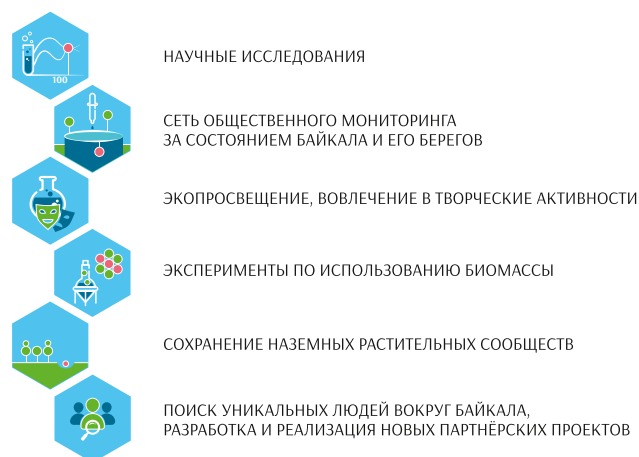 100
НАУЧНЫЕ ИССЛЕДОВАНИЯ
СЕТЬ ОБЩЕСТВЕННОГО МОНИТОРИНГА
ЗА СОСТОЯНИЕМ БАЙКАЛА И ЕГО БЕРЕГОВ
ЭКОПРОСВЕЩЕНИЕ, ВОВЛЕЧЕНИЕ В ТВОРЧЕСКИЕ АКТИВНОСТИ
ЭКСПЕРИМЕНТЫ ПО ИСПОЛЬЗОВАНИЮ БИОМАССЫ
СОХРАНЕНИЕ НАЗЕМНЫХ РАСТИТЕЛЬНЫХ СООБЩЕСТВ
ПОИСК УНИКАЛЬНЫХ ЛЮДЕЙ ВОКРУГ БАЙКАЛА,
РАЗРАБОТКА И РЕАЛИЗАЦИЯ НОВЫХ ПАРТНЁРСКИХ ПРОЕКТОВ